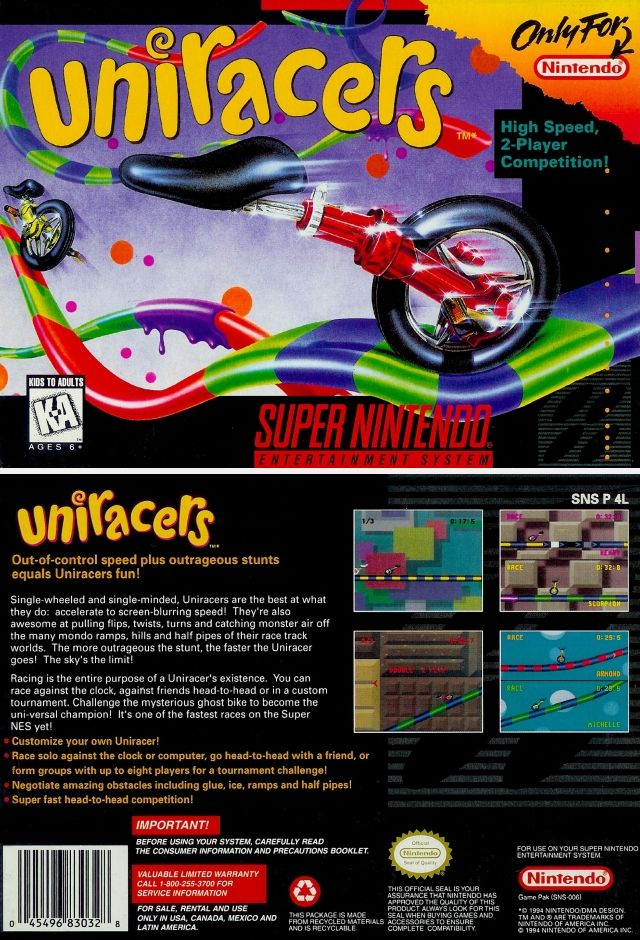 uniracers
TM*
Only For
Nintendo®
High Speed,
2-Player
Competition!
KIDS TO ADULTS
K-A
AGES 6+
SUPER NINTENDO®
ENTERTAINMENT SYSTEM
SNS P 4L
uniracers
TM*
Out-of-control speed plus outrageous stunts
equals Uniracers fun!
Single-wheeled and single-minded, Uniracers are the best at what
they do: accelerate to screen-blurring speed! They're also
awesome at pulling flips, twists, turns and catching monster air off
the many mondo ramps, hills and half pipes of their race track
worlds. The more outrageous the stunt, the faster the Uniracer
goes! The sky's the limit!
Racing is the entire purpose of a Uniracer's existence. You can
race against the clock, against friends head-to-head or in a custom
tournament. Challenge the mysterious ghost bike to become the
uni-versal champion! It's one of the fastest races on the Super
NES yet!
• Customize your own Uniracer!
• Race solo against the clock or computer, go head-to-head with a friend, or
form groups with up to eight players for a tournament challenge!
• Negotiate amazing obstacles including glue, ice, ramps and half pipes!
• Super fast head-to-head competition!
1/3
0:17:5
RACE
RACE
0:32:8
SCORPION
RACE
0:25:5
ARMOND
RACE
0:25:5
MICHELLE
IMPORTANT!
BEFORE USING YOUR SYSTEM, CAREFULLY READ
THE CONSUMER INFORMATION AND PRECAUTIONS BOOKLET.
VALUABLE LIMITED WARRANTY
CALL 1-800-255-3700 FOR
SERVICE INFORMATION
FOR SALE, RENTAL AND USE
ONLY IN USA, CANADA, MEXICO AND
LATIN AMERICA.
0 45496 83032 8
THIS PACKAGE IS MADE
FROM RECYCLED MATERIALS
AND IS RECYCLABLE.
Official
Nintendo
Seal of Quality
THIS OFFICIAL SEAL IS YOUR
ASSURANCE THAT NINTENDO HAS
APPROVED THE QUALITY OF THIS
PRODUCT. ALWAYS LOOK FOR THIS
SEAL WHEN BUYING GAMES AND
ACCESSORIES TO ENSURE
COMPLETE COMPATIBILITY.
FOR USE ON YOUR SUPER NINTENDO
ENTERTAINMENT SYSTEM.
Nintendo®
Game Pak (SNS-006)
*© 1994 NINTENDO/DMA DESIGN.
TM AND ® ARE TRADEMARKS OF
NINTENDO OF AMERICA INC.
© 1994 NINTENDO OF AMERICA INC.